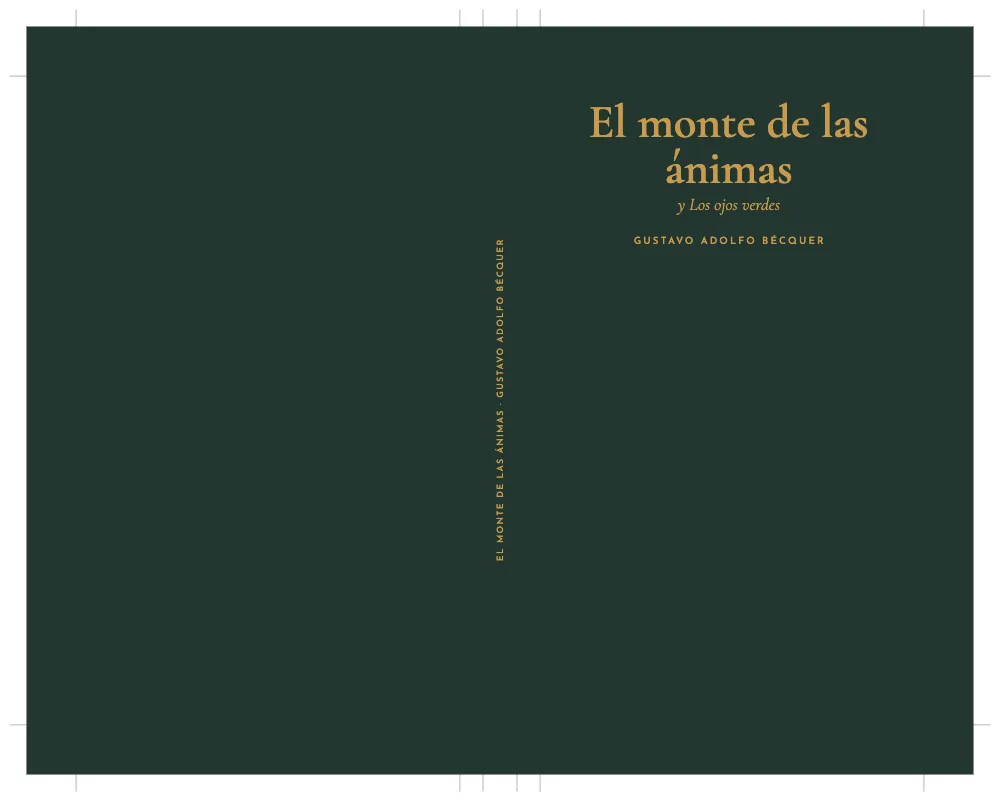 El monte de las
ánimas
y Los ojos verdes
GUSTAVO ADOLFO BÉCQUER
EL MONTE DE LAS ÁNIMAS · GUSTAVO ADOLFO BÉCQUER